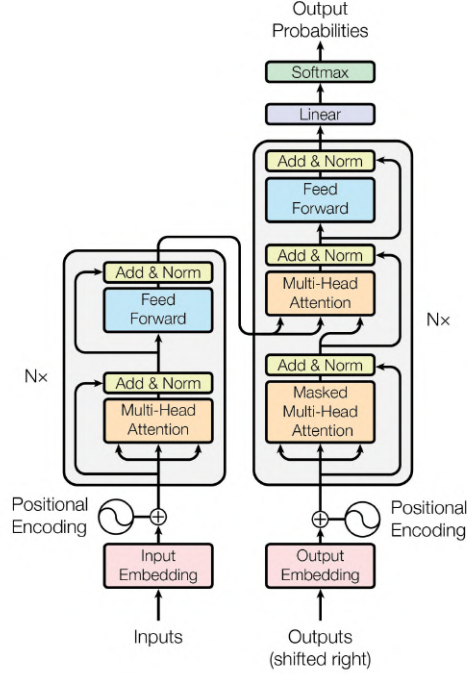 Output
Probabilities
Softmax
Linear
Add & Norm
Feed
Forward
Add & Norm
Multi-Head
Attention
Add & Norm
Masked
Multi-Head
Attention
Nx
Add & Norm
Feed
Forward
Add & Norm
Multi-Head
Attention
Nx
Positional
Encoding
Positional
Encoding
Input
Embedding
Output
Embedding
Inputs
Outputs
(shifted right)